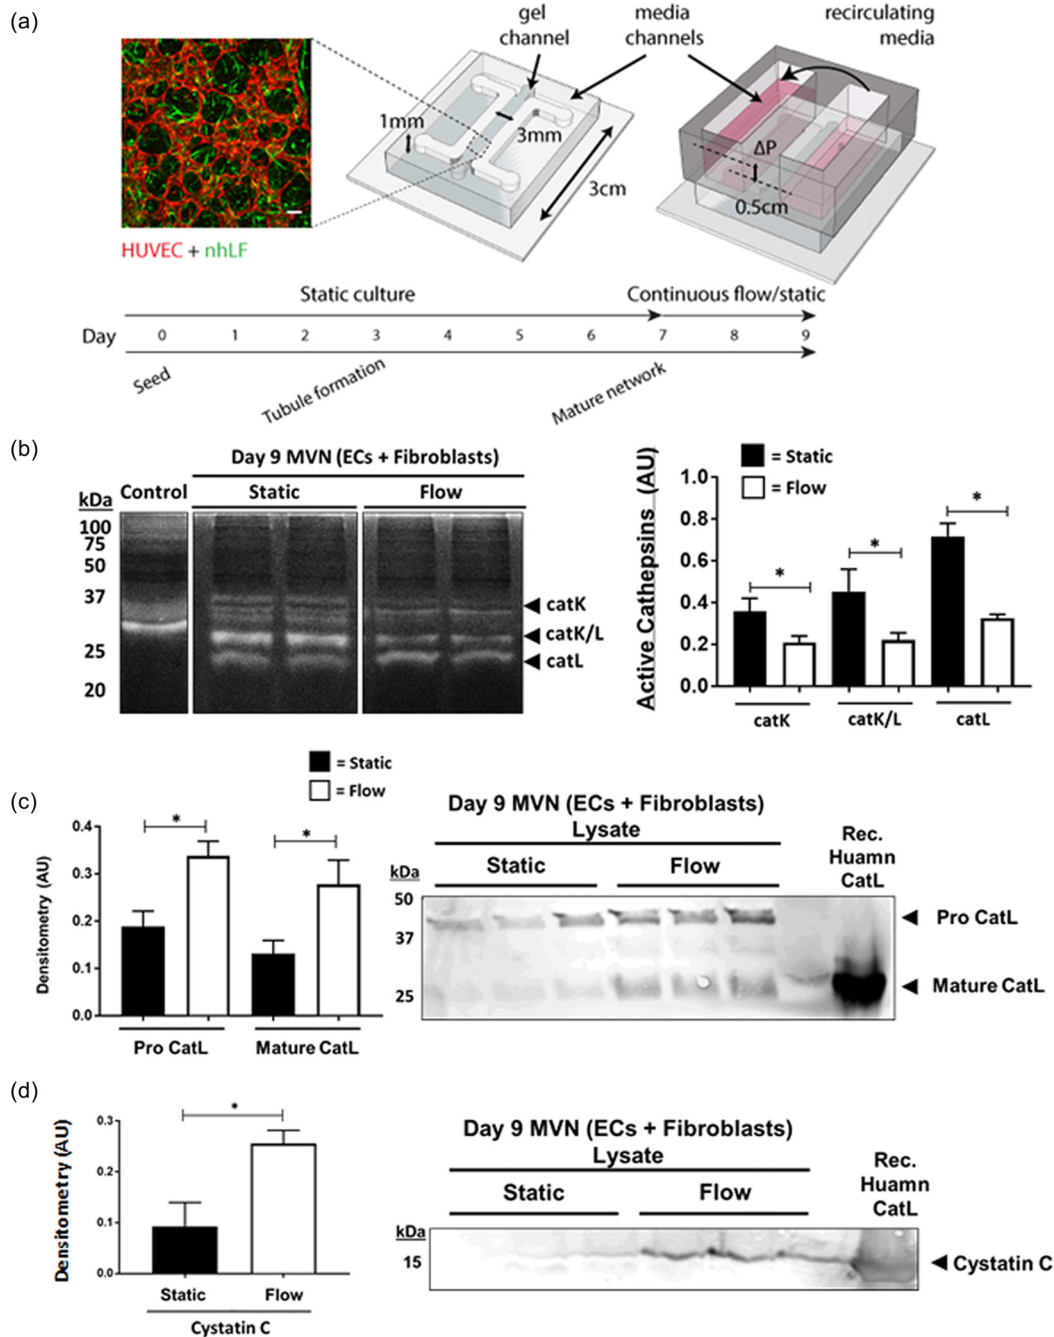 (a)
gel
channel
media
channels
recirculating
media
1mm
3mm
3cm
ΔP
0.5cm
HUVEC + nhLF
Static culture
Continuous flow/static
Day 0 1 2 3 4 5 6 7 8 9
Seed
Tubule formation
Mature network
(b)
Day 9 MVN (ECs + Fibroblasts)
kDa
Control
Static
Flow
100
75
50
37
25
20
catK
catK/L
catL
= Static
= Flow
Active Cathepsins (AU)
1.0
0.8
0.6
0.4
0.2
0.0
*
*
*
catK
catK/L
catL
(c)
= Static
= Flow
Densitometry (AU)
0.4
0.3
0.2
0.1
0.0
*
*
Pro CatL
Mature CatL
Day 9 MVN (ECs + Fibroblasts)
Lysate
Static
Flow
Rec.
Huamn
CatL
kDa
50
37
25
Pro CatL
Mature CatL
(d)
Densitometry (AU)
0.3
0.2
0.1
0.0
*
Static
Flow
Cystatin C
Day 9 MVN (ECs + Fibroblasts)
Lysate
Static
Flow
Rec.
Huamn
CatL
kDa
15
Cystatin C